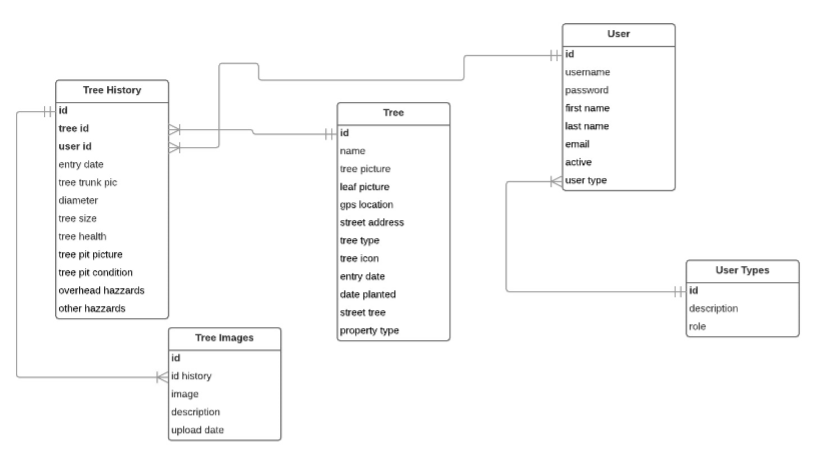 User
id
username
password
first name
last name
email
active
user type
Tree History
id
tree id
user id
entry date
tree trunk pic
diameter
tree size
tree health
tree pit picture
tree pit condition
overhead hazzards
other hazzards
Tree
id
name
tree picture
leaf picture
gps location
street address
tree type
tree icon
entry date
date planted
street tree
property type
User Types
id
description
role
Tree Images
id
id history
image
description
upload date